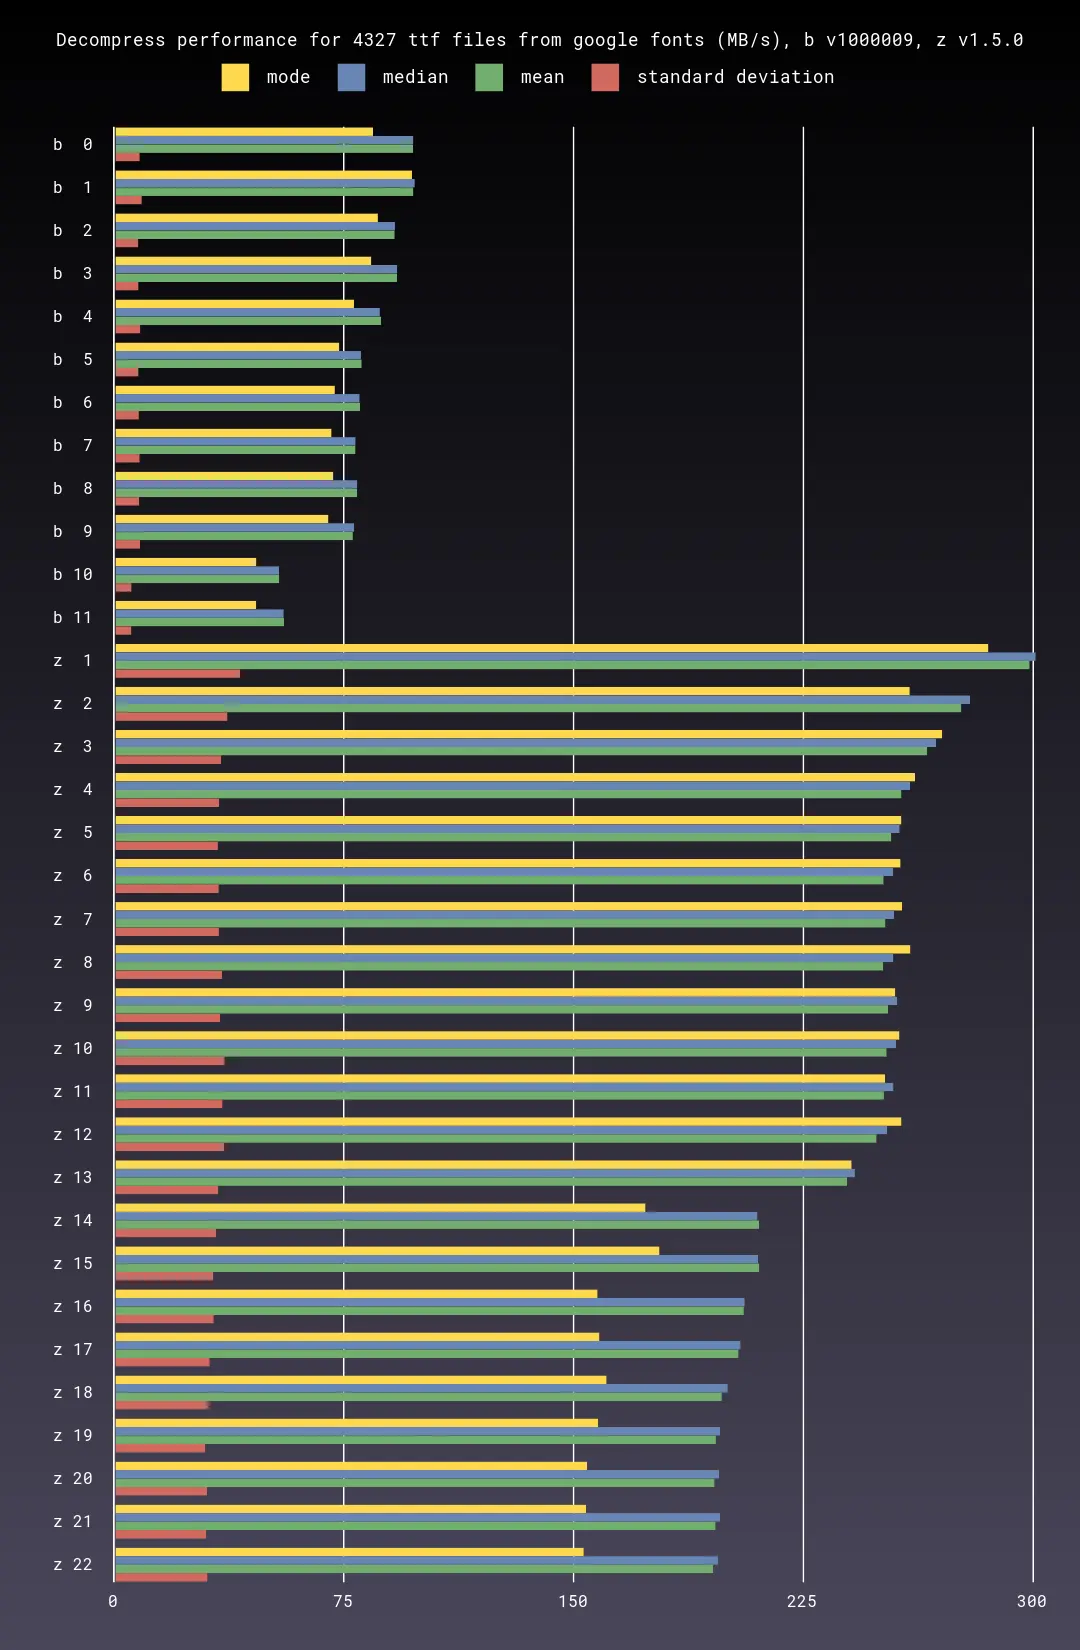 Decompress performance for 4327 ttf files from google fonts (MB/s), b v1000009, z v1.5.0
mode median mean standard deviation
b 0
b 1
b 2
b 3
b 4
b 5
b 6
b 7
b 8
b 9
b 10
b 11
z 1
z 2
z 3
z 4
z 5
z 6
z 7
z 8
z 9
z 10
z 11
z 12
z 13
z 14
z 15
z 16
z 17
z 18
z 19
z 20
z 21
z 22
0 75 150 225 300